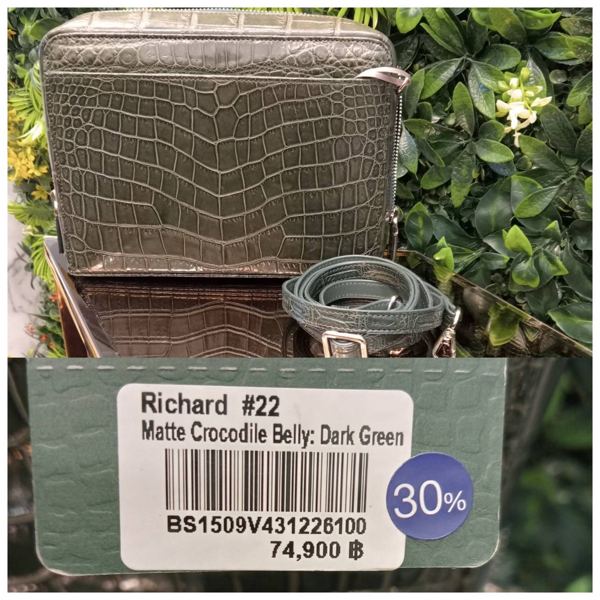 Richard #22
Matte Crocodile Belly: Dark Green
BS1509V431226100
74,900 ฿
30%